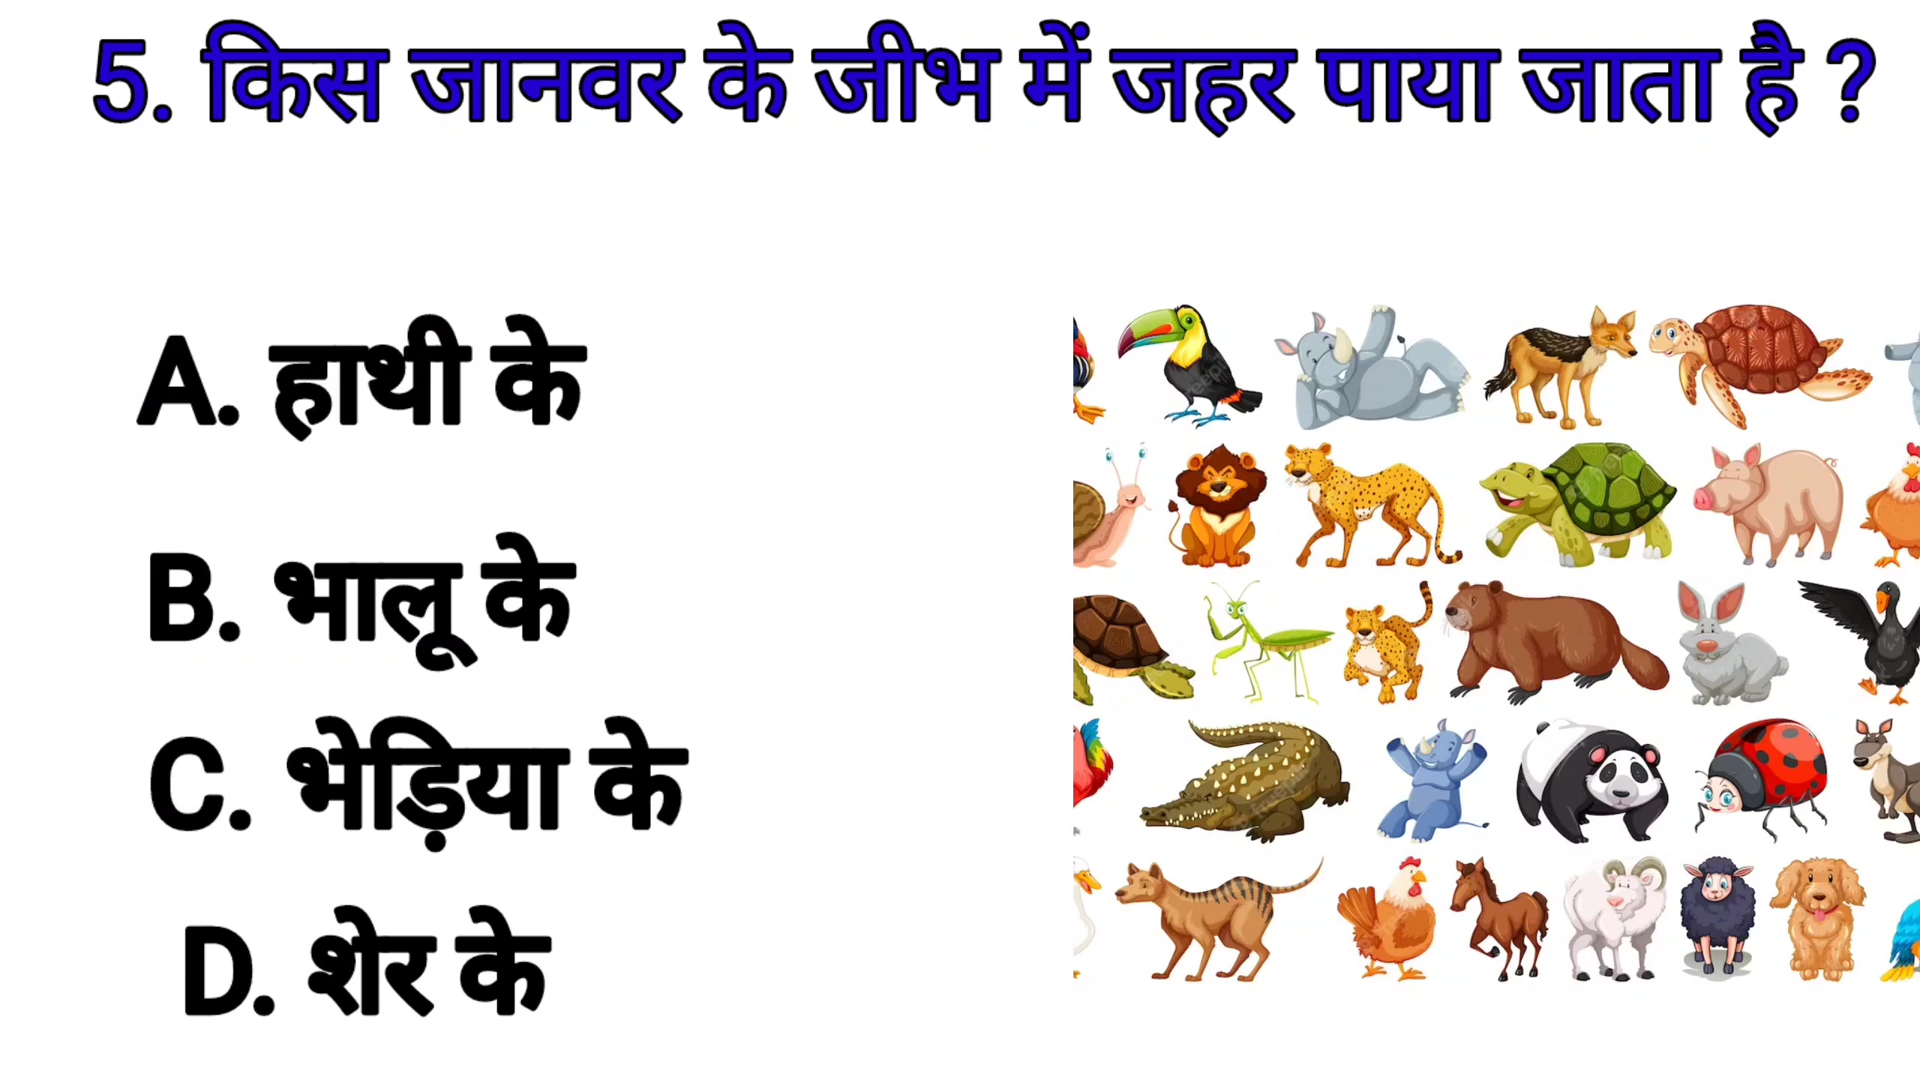 5. किस जानवर के जीभ में जहर पाया जाता है ?
A. हाथी के
B. भालू के
C. भेड़िया के
D. शेर के